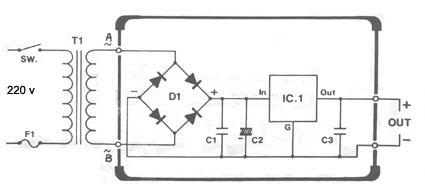 A
~
T1
SW.
220 v
F1
~
B
D1
-
+
In
IC.1
Out
G
C1
C2
C3
+
OUT
-